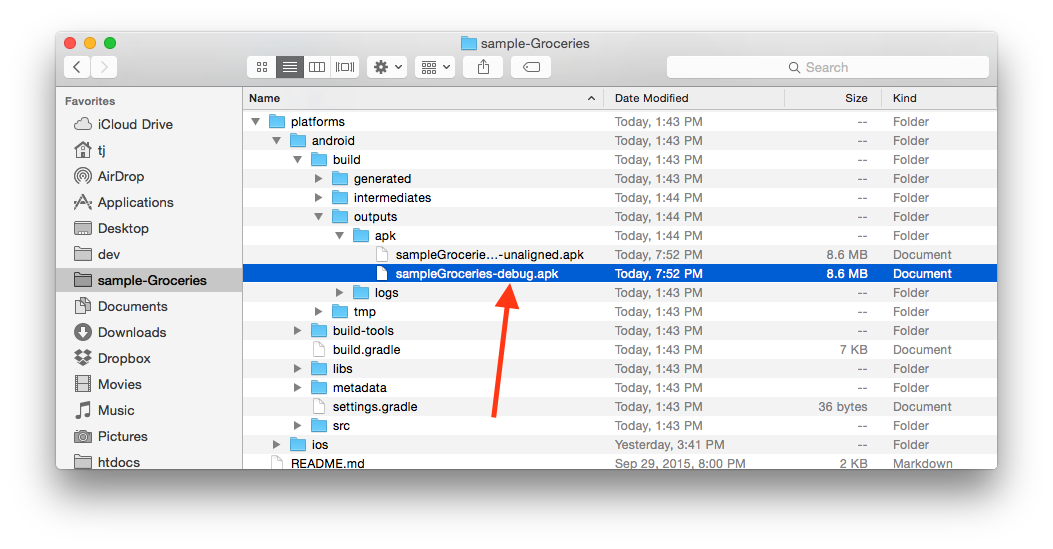 sample-Groceries
Search
Favorites
iCloud Drive
tj
AirDrop
Applications
Desktop
dev
sample-Groceries
Documents
Downloads
Dropbox
Movies
Music
Pictures
htdocs
Name Date Modified Size Kind
platforms Today, 1:43 PM -- Folder
android Today, 1:43 PM -- Folder
build Today, 1:43 PM -- Folder
generated Today, 1:43 PM -- Folder
intermediates Today, 1:44 PM -- Folder
outputs Today, 1:44 PM -- Folder
apk Today, 1:44 PM -- Folder
sampleGrocerie...-unaligned.apk Today, 7:52 PM 8.6 MB Document
sampleGroceries-debug.apk Today, 7:52 PM 8.6 MB Document
logs Today, 1:43 PM -- Folder
tmp Today, 1:43 PM -- Folder
build-tools Today, 1:43 PM -- Folder
build.gradle Today, 1:43 PM 7 KB Document
libs Today, 1:43 PM -- Folder
metadata Today, 1:43 PM -- Folder
settings.gradle Today, 1:43 PM 36 bytes Document
src Today, 1:43 PM -- Folder
ios Yesterday, 3:41 PM -- Folder
README.md Sep 29, 2015, 8:00 PM 2 KB Markdown